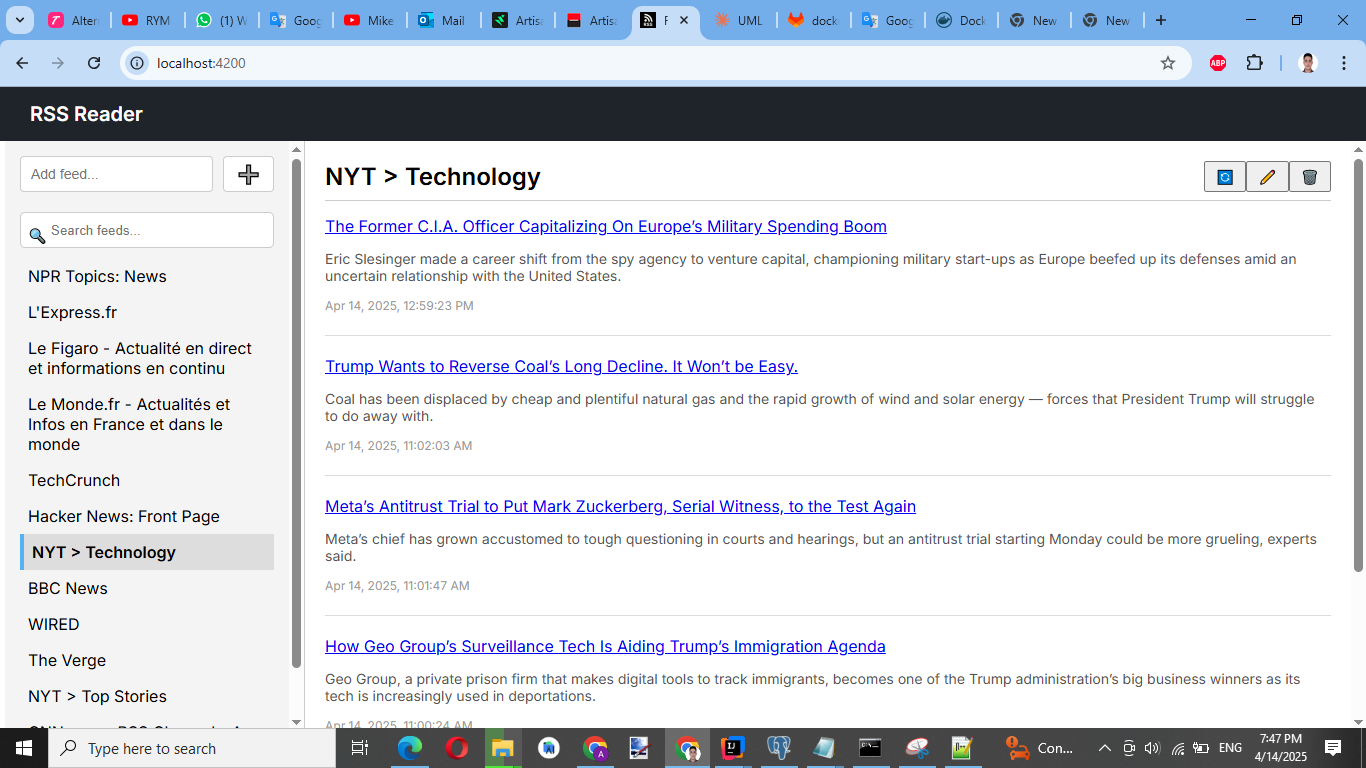 Alter
RYM
(1) W
Goog
Mike
Mail
Artisa
Artisa
F
UML
dock
Goog
Dock
New
New
localhost:4200
ABP
RSS Reader
Add feed...
Search feeds...
NPR Topics: News
L'Express.fr
Le Figaro - Actualité en direct
et informations en continu
Le Monde.fr - Actualités et
Infos en France et dans le
monde
TechCrunch
Hacker News: Front Page
NYT > Technology
BBC News
WIRED
The Verge
NYT > Top Stories
NYT > Technology
The Former C.I.A. Officer Capitalizing On Europe’s Military Spending Boom
Eric Slesinger made a career shift from the spy agency to venture capital, championing military start-ups as Europe beefed up its defenses amid an
uncertain relationship with the United States.
Apr 14, 2025, 12:59:23 PM
Trump Wants to Reverse Coal’s Long Decline. It Won’t be Easy.
Coal has been displaced by cheap and plentiful natural gas and the rapid growth of wind and solar energy — forces that President Trump will struggle
to do away with.
Apr 14, 2025, 11:02:03 AM
Meta’s Antitrust Trial to Put Mark Zuckerberg, Serial Witness, to the Test Again
Meta’s chief has grown accustomed to tough questioning in courts and hearings, but an antitrust trial starting Monday could be more grueling, experts
said.
Apr 14, 2025, 11:01:47 AM
How Geo Group’s Surveillance Tech Is Aiding Trump’s Immigration Agenda
Geo Group, a private prison firm that makes digital tools to track immigrants, becomes one of the Trump administration’s big business winners as its
tech is increasingly used in deportations.
Apr 14, 2025, 11:00:24 AM
Type here to search
Con...
ENG
7:47 PM
4/14/2025